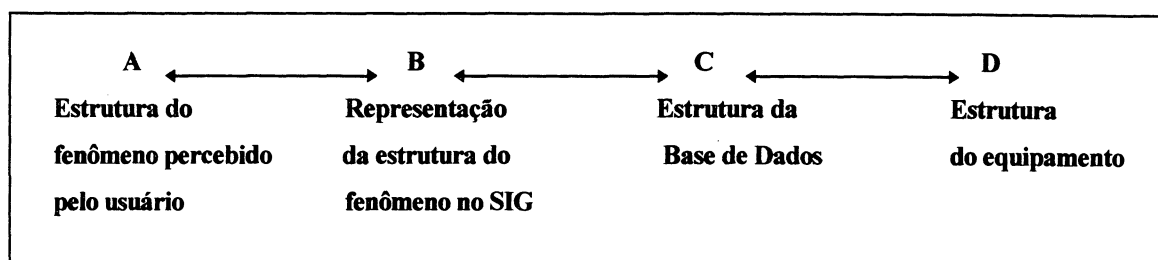 A B C D
Estrutura do Representação Estrutura da Estrutura
fenômeno percebido da estrutura do Base de Dados do equipamento
pelo usuário fenômeno no SIG